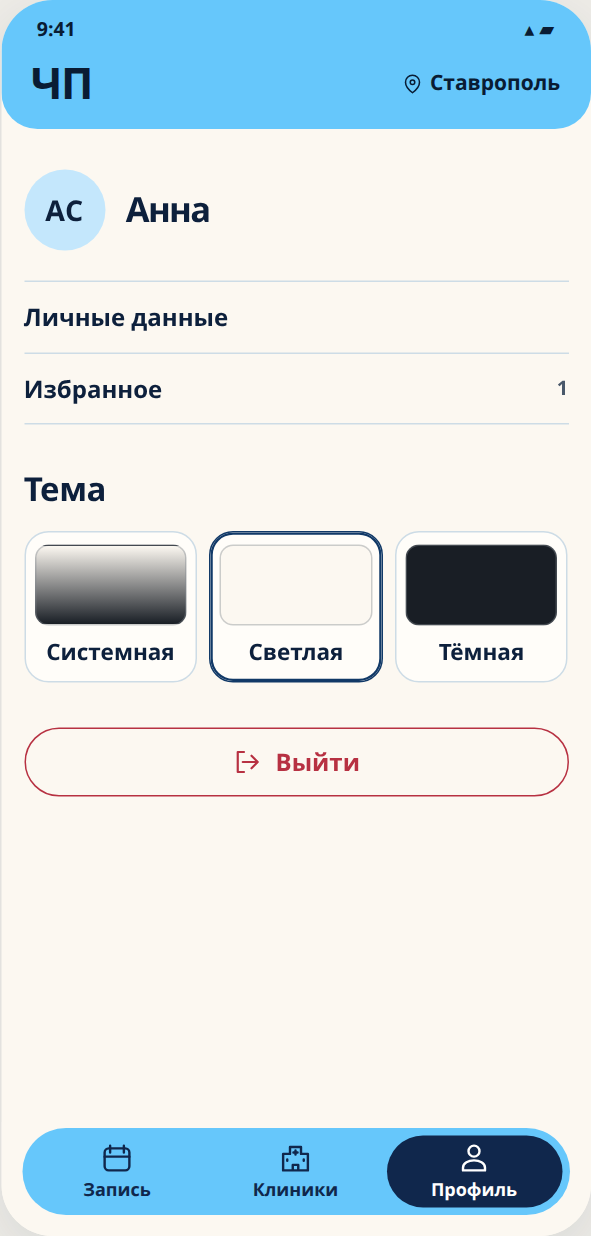 9:41
ЧП
Ставрополь
АС
Анна
Личные данные
Избранное 1
Тема
Системная Светлая Тёмная
Выйти
Запись Клиники Профиль